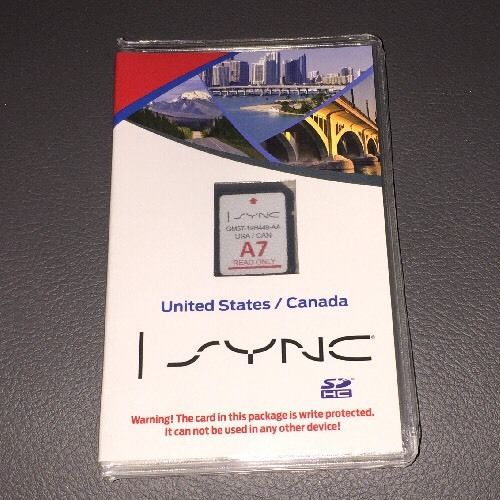 SYNC
GM5T-19H449-AA
USA / CAN
A7
READ ONLY
United States / Canada
SYNC®
SD
HC
Warning! The card in this package is write protected.
It can not be used in any other device!